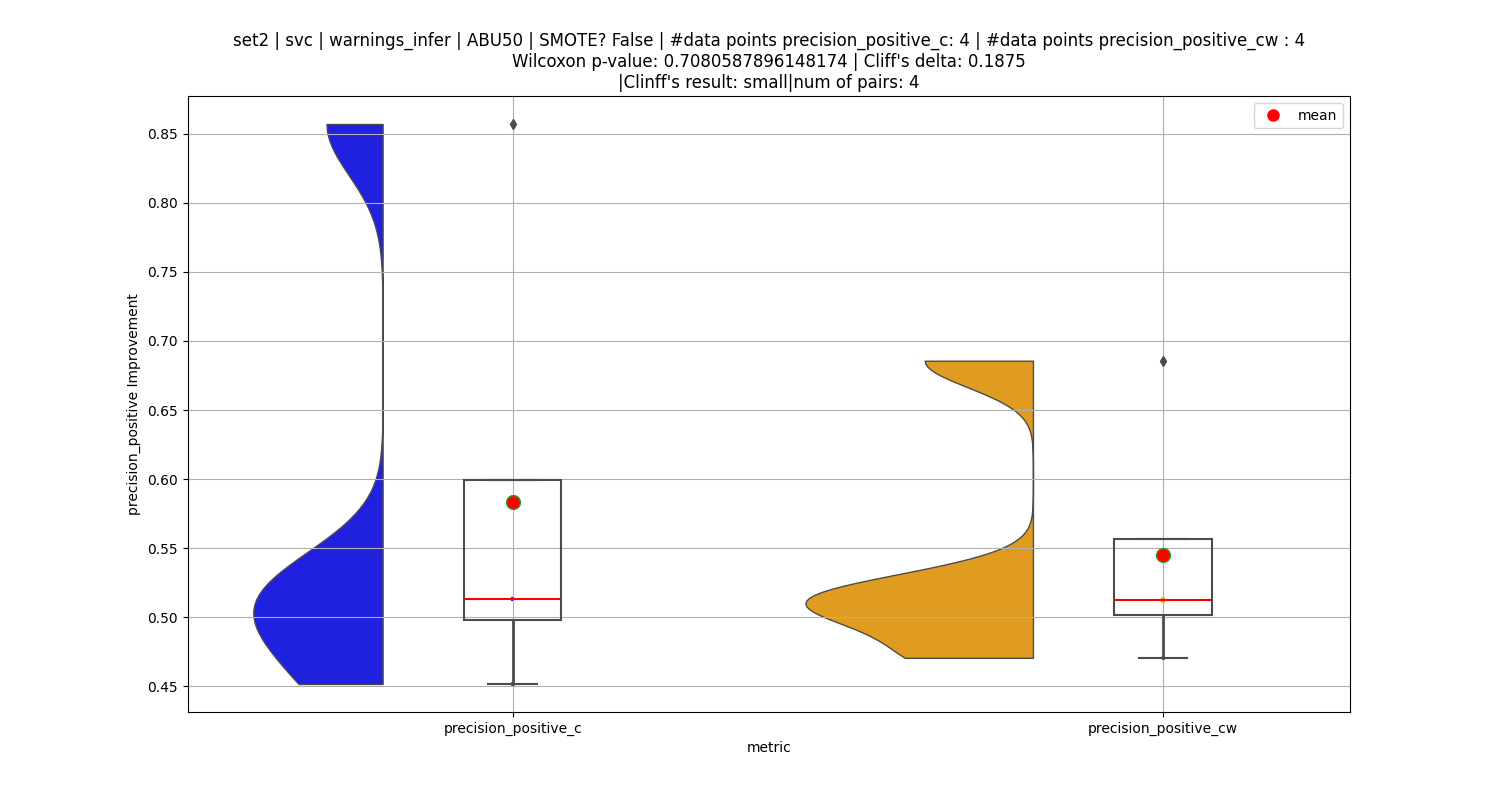 set2 | svc | warnings_infer | ABU50 | SMOTE? False | #data points precision_positive_c: 4 | #data points precision_positive_cw : 4
Wilcoxon p-value: 0.7080587896148174 | Cliff's delta: 0.1875
|Clinff's result: small|num of pairs: 4
mean
0.85
0.80
0.75
0.70
0.65
0.60
0.55
0.50
0.45
precision_positive Improvement
precision_positive_c
precision_positive_cw
metric